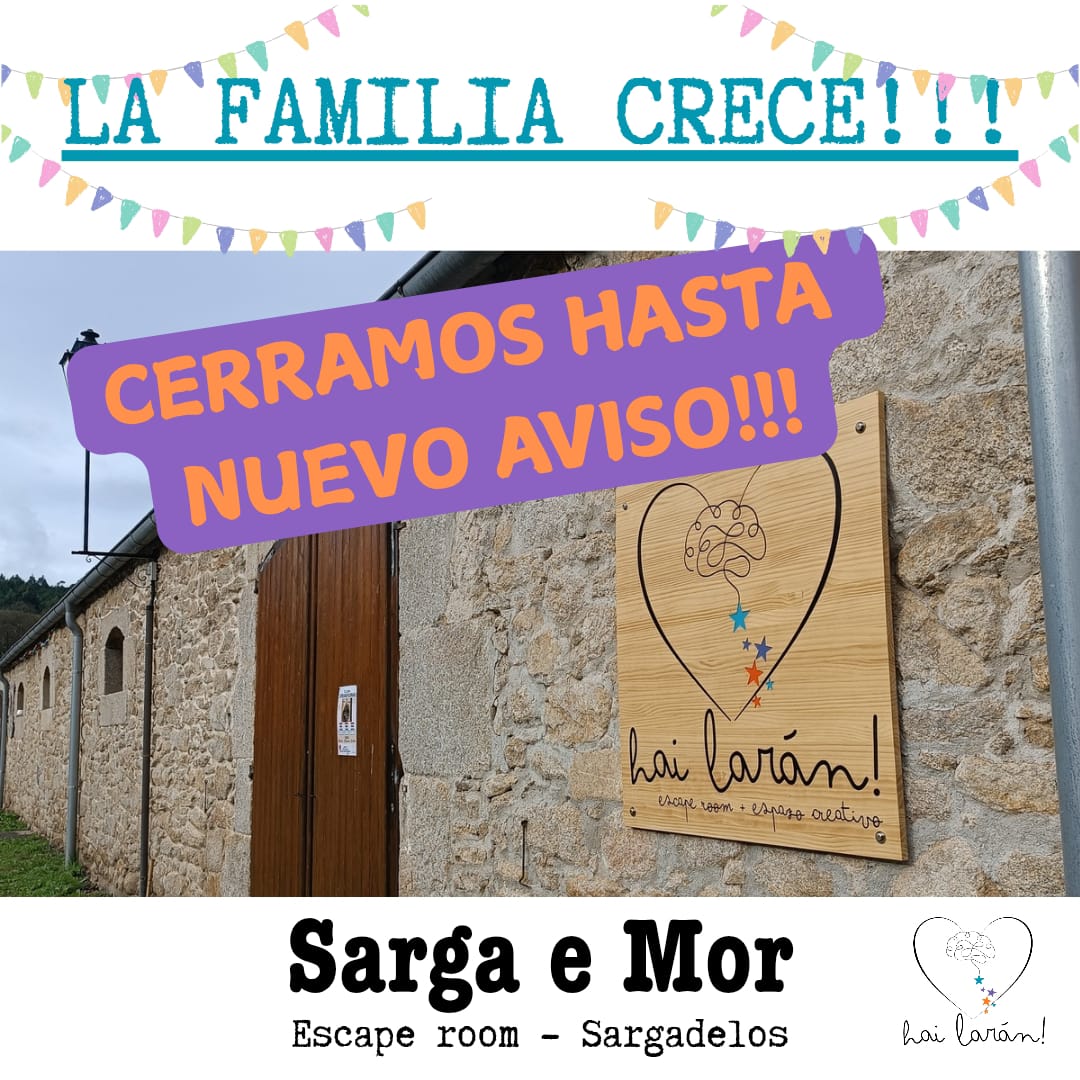 LA FAMILIA CRECE!!!
CERRAMOS HASTA
NUEVO AVISO!!!
hai larán!
escape room + espazo creativo
Sarga e Mor
Escape room - Sargadelos
hai larán!